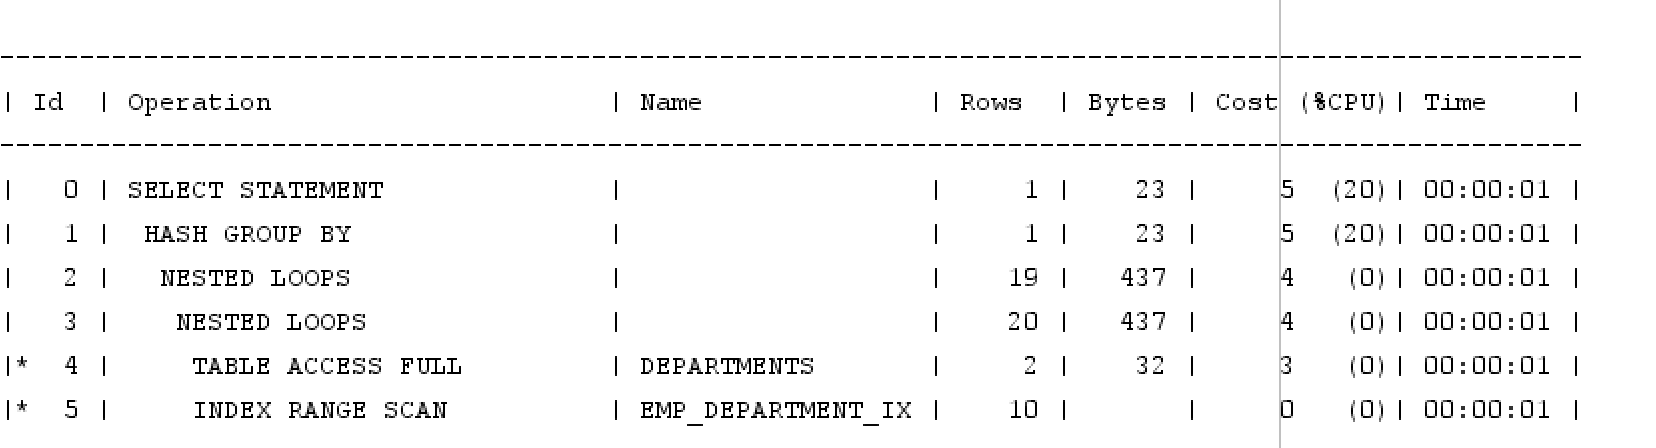 ---------------------------------------------------------------------------------------------------
| Id  | Operation                     | Name              | Rows  | Bytes | Cost (%CPU)| Time     |
---------------------------------------------------------------------------------------------------
|   0 | SELECT STATEMENT              |                   |     1 |    23 |     5  (20)| 00:00:01 |
|   1 |  HASH GROUP BY                |                   |     1 |    23 |     5  (20)| 00:00:01 |
|   2 |   NESTED LOOPS                |                   |    19 |   437 |     4   (0)| 00:00:01 |
|   3 |    NESTED LOOPS               |                   |    20 |   437 |     4   (0)| 00:00:01 |
|*  4 |     TABLE ACCESS FULL         | DEPARTMENTS       |     2 |    32 |     3   (0)| 00:00:01 |
|*  5 |     INDEX RANGE SCAN          | EMP_DEPARTMENT_IX |    10 |       |     0   (0)| 00:00:01 |